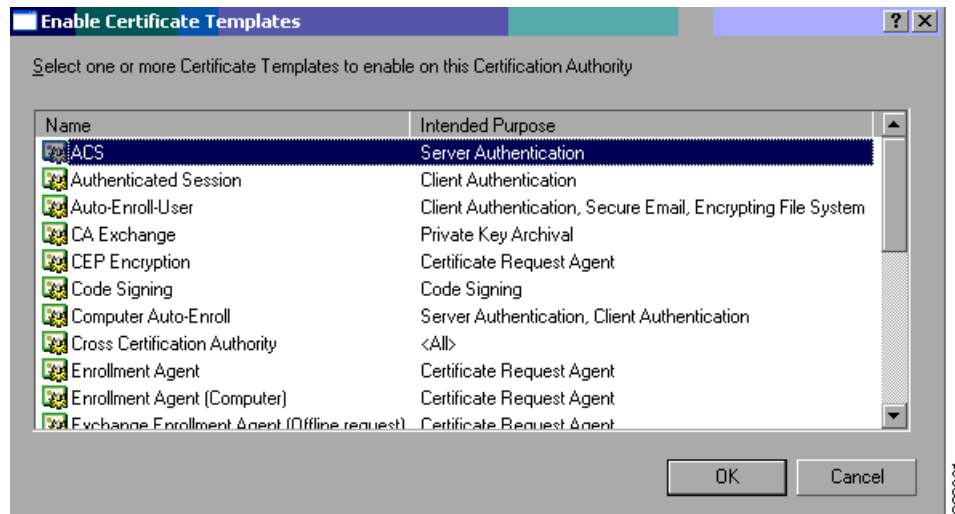 Enable Certificate Templates
Select one or more Certificate Templates to enable on this Certification Authority
Name Intended Purpose
ACS Server Authentication
Authenticated Session Client Authentication
Auto-Enroll-User Client Authentication, Secure Email, Encrypting File System
CA Exchange Private Key Archival
CEP Encryption Certificate Request Agent
Code Signing Code Signing
Computer Auto-Enroll Server Authentication, Client Authentication
Cross Certification Authority <All>
Enrollment Agent Certificate Request Agent
Enrollment Agent (Computer) Certificate Request Agent
Exchange Enrollment Agent (Offline request) Certificate Request Agent
OK Cancel